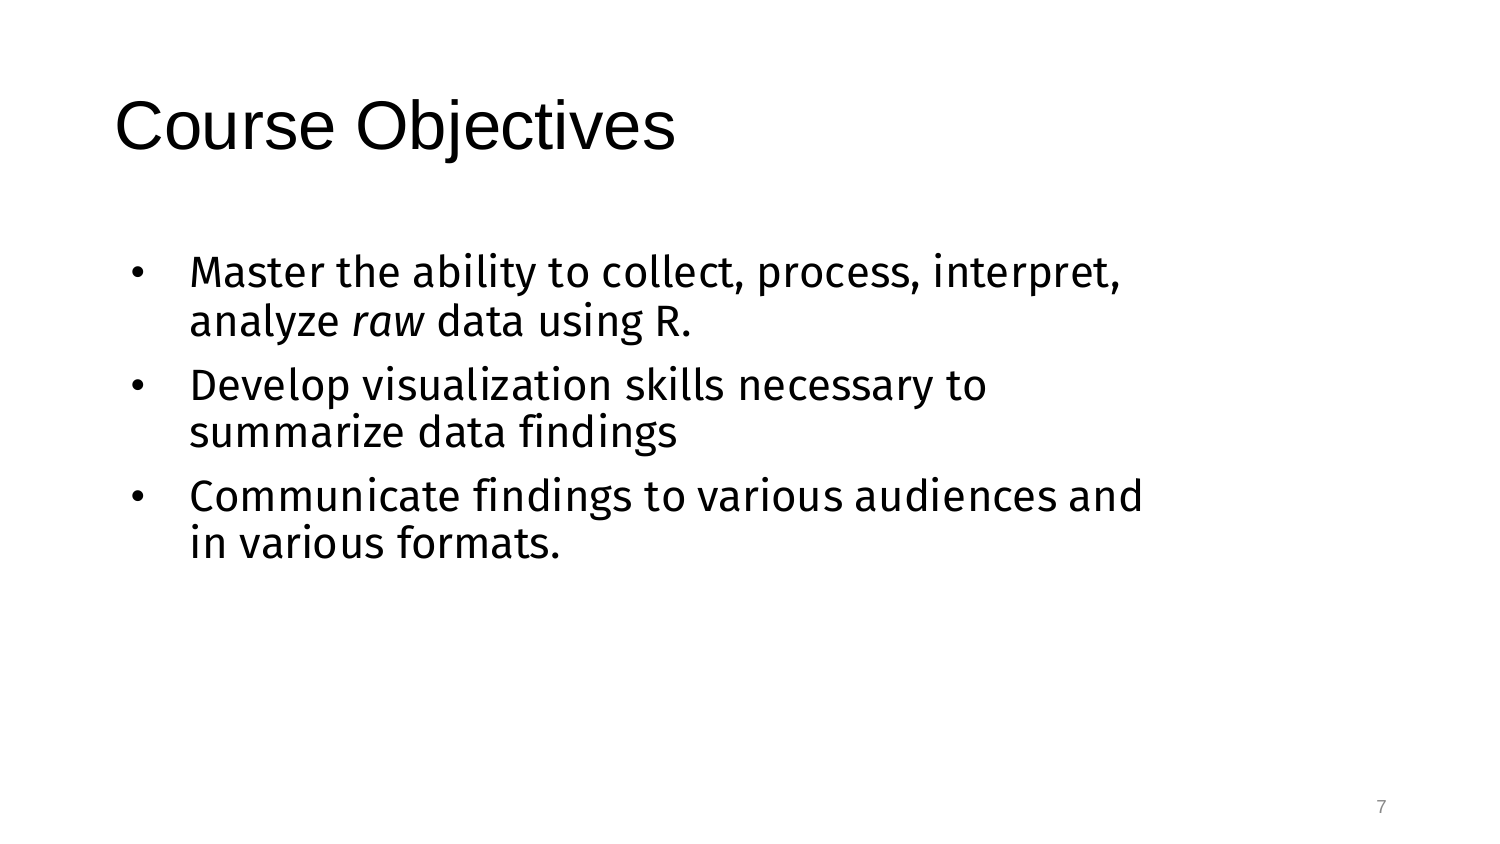 Course Objectives
• Master the ability to collect, process, interpret,
analyze raw data using R.
• Develop visualization skills necessary to
summarize data findings
• Communicate findings to various audiences and
in various formats.
7